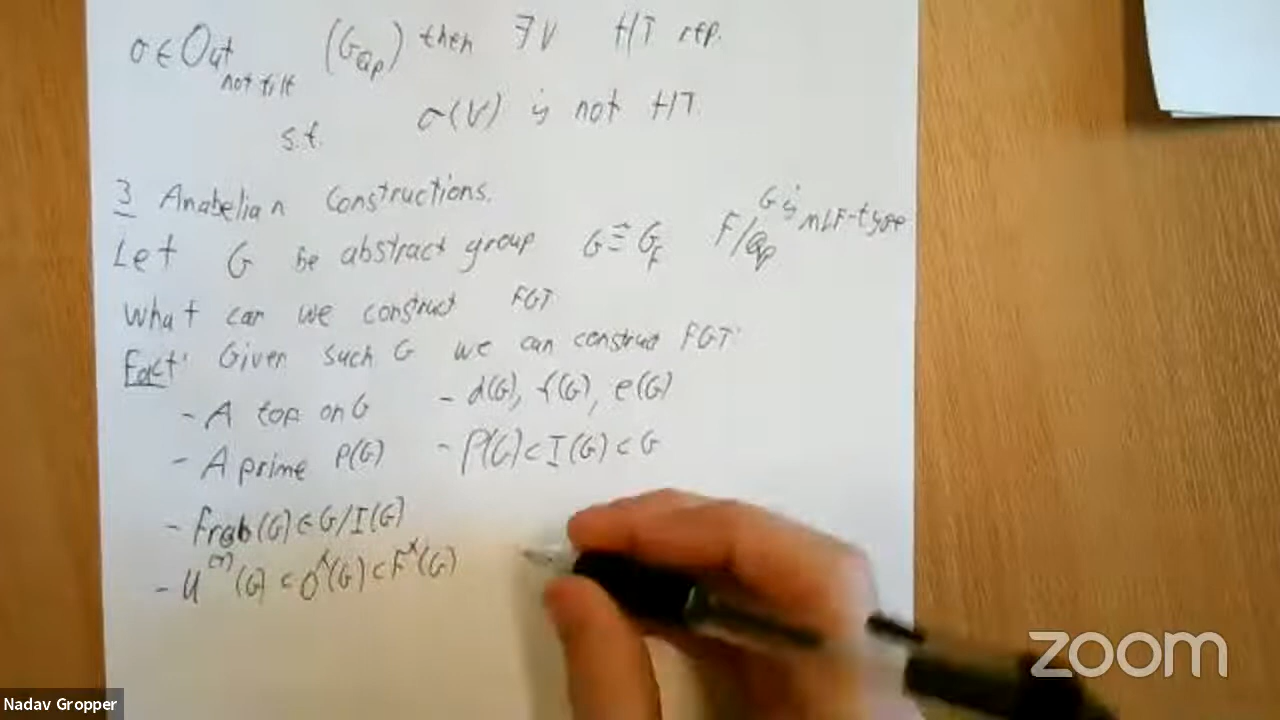 σ ∈ Out (G_Qp) then ∃ V HT rep.
not filt
s.t. σ(V) is not HT.
3 Anabelian Constructions.
G is MLF-type
Let G be abstract group G ≅ G_F F/Qp
What can we construct FGT
Fact: Given such G we can construct FGT:
- A top on G - d(G), f(G), e(G)
- A prime p(G) - P(G) ⊂ I(G) ⊂ G
- Frob(G) ∈ G/I(G)
- U^(n)(G) ⊂ O^×(G) ⊂ F^×(G)
zoom
Nadav Gropper